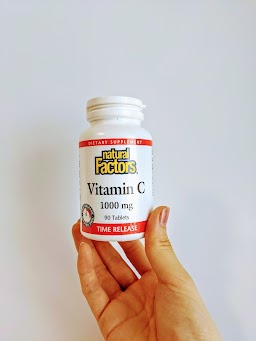 DIETARY SUPPLEMENT
natural
Factors
Vitamin C
1000 mg
90 Tablets
TIME RELEASE